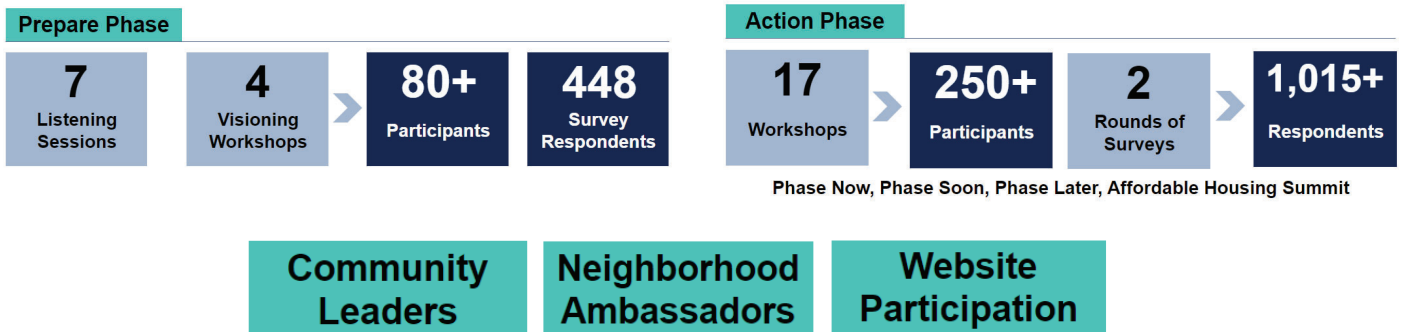 Prepare Phase
7
Listening
Sessions
4
Visioning
Workshops
80+
Participants
448
Survey
Respondents
Action Phase
17
Workshops
250+
Participants
2
Rounds of
Surveys
1,015+
Respondents
Phase Now, Phase Soon, Phase Later, Affordable Housing Summit
Community
Leaders
Neighborhood
Ambassadors
Website
Participation